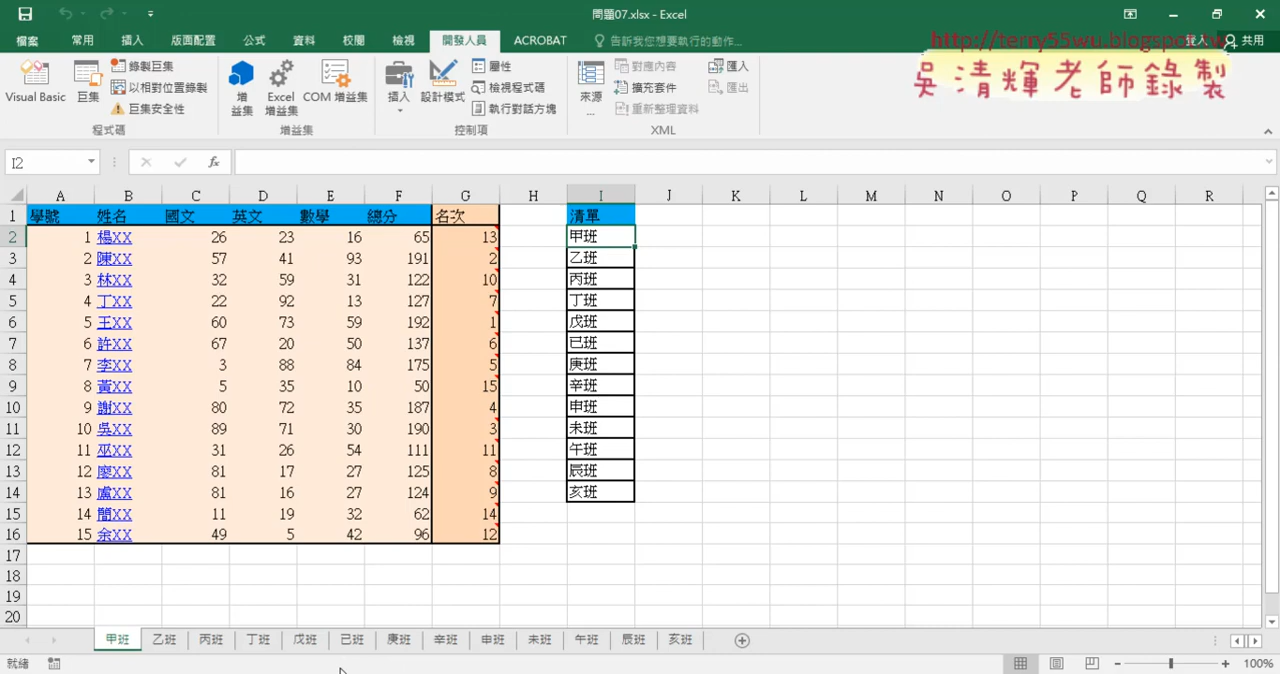 問題07.xlsx - Excel
檔案 常用 插入 版面配置 公式 資料 校閱 檢視 開發人員 ACROBAT 告訴我您想要執行的動作... 登入 共用
http://terry55wu.blogspot.tw
吳清輝老師錄製
Visual Basic 巨集 錄製巨集 以相對位置錄製 巨集安全性
程式碼
增益集 Excel 增益集 COM 增益集
增益集
插入 設計模式 屬性 檢視程式碼 執行對話方塊
控制項
來源... 對應內容 擴充套件 重新整理資料 匯入 匯出
XML
I2 fx
A B C D E F G H I J K L M N O P Q R
1 學號 姓名 國文 英文 數學 總分 名次 清單
2 1 楊XX 26 23 16 65 13 甲班
3 2 陳XX 57 41 93 191 2 乙班
4 3 林XX 32 59 31 122 10 丙班
5 4 丁XX 22 92 13 127 7 丁班
6 5 王XX 60 73 59 192 1 戊班
7 6 許XX 67 20 50 137 6 已班
8 7 李XX 3 88 84 175 5 庚班
9 8 黃XX 5 35 10 50 15 辛班
10 9 謝XX 80 72 35 187 4 申班
11 10 吳XX 89 71 30 190 3 未班
12 11 巫XX 31 26 54 111 11 午班
13 12 廖XX 81 17 27 125 8 辰班
14 13 盧XX 81 16 27 124 9 亥班
15 14 簡XX 11 19 32 62 14
16 15 余XX 49 5 42 96 12
17
18
19
20
甲班 乙班 丙班 丁班 戊班 已班 庚班 辛班 申班 未班 午班 辰班 亥班
就緒 100%